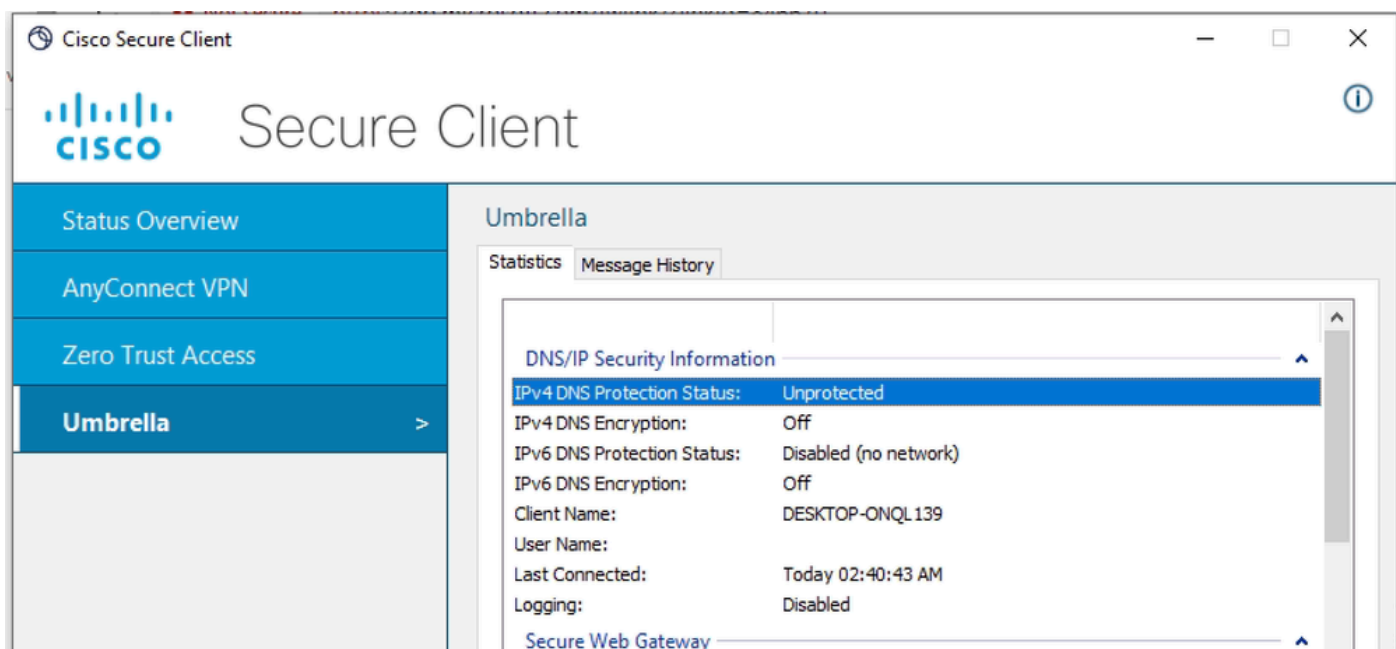 Cisco Secure Client
CISCO Secure Client
Status Overview
AnyConnect VPN
Zero Trust Access
Umbrella >
Umbrella
Statistics Message History
DNS/IP Security Information
IPv4 DNS Protection Status: Unprotected
IPv4 DNS Encryption: Off
IPv6 DNS Protection Status: Disabled (no network)
IPv6 DNS Encryption: Off
Client Name: DESKTOP-ONQL139
User Name:
Last Connected: Today 02:40:43 AM
Logging: Disabled
Secure Web Gateway